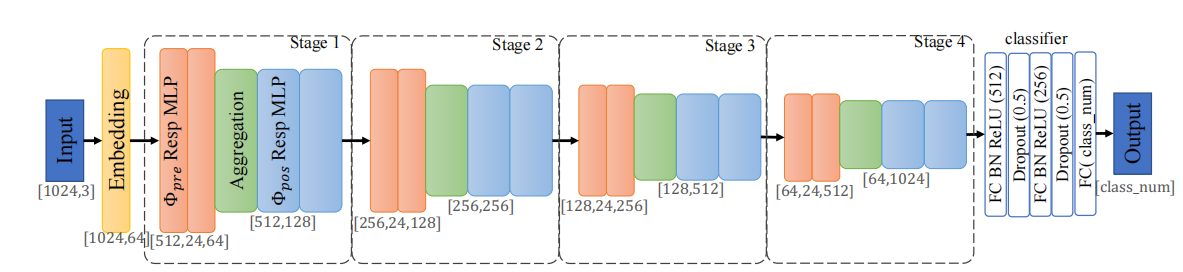 Stage 1
Stage 2
Stage 3
Stage 4
classifier
Input
[1024,3]
Embedding
[1024,64]
Φpre Resp MLP
[512,24,64]
Aggregation
Φpos Resp MLP
[512,128]
[256,24,128]
[256,256]
[128,24,256]
[128,512]
[64,24,512]
[64,1024]
FC BN ReLU (512)
Dropout (0.5)
FC BN ReLU (256)
Dropout (0.5)
FC( class_num)
Output
[class_num]